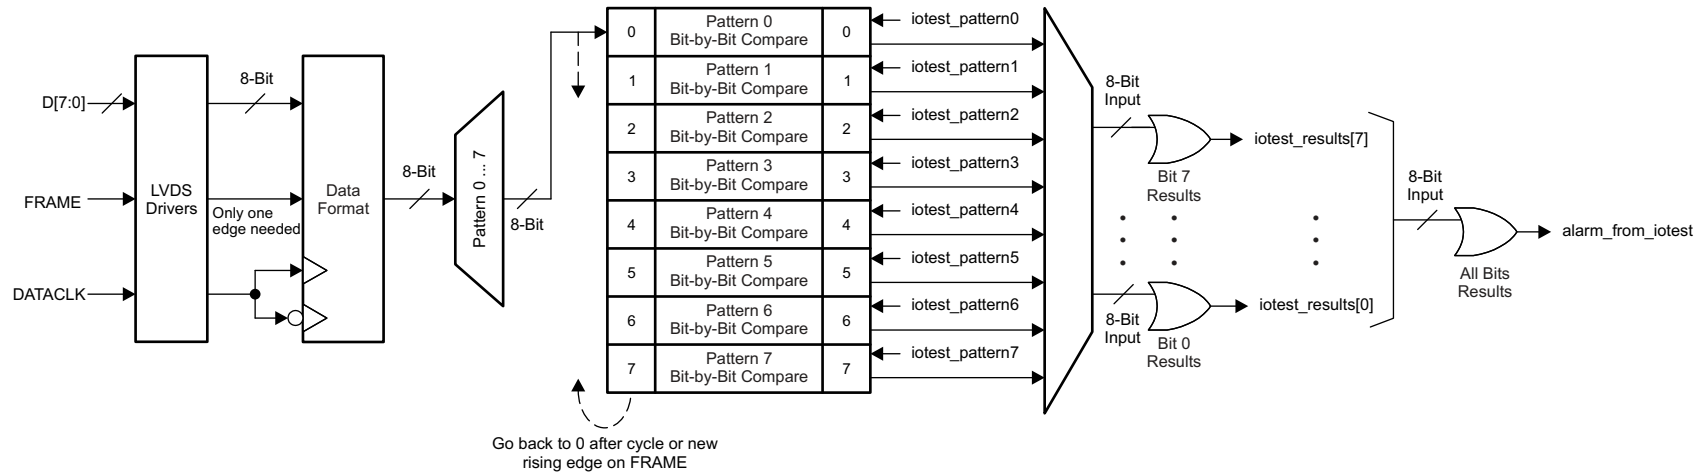 D[7:0]
FRAME
DATACLK
LVDS
Drivers
8-Bit
Only one
edge needed
Data
Format
8-Bit
Pattern 0 ... 7
8-Bit
0 Pattern 0 Bit-by-Bit Compare 0
1 Pattern 1 Bit-by-Bit Compare 1
2 Pattern 2 Bit-by-Bit Compare 2
3 Pattern 3 Bit-by-Bit Compare 3
4 Pattern 4 Bit-by-Bit Compare 4
5 Pattern 5 Bit-by-Bit Compare 5
6 Pattern 6 Bit-by-Bit Compare 6
7 Pattern 7 Bit-by-Bit Compare 7
Go back to 0 after cycle or new
rising edge on FRAME
iotest_pattern0
iotest_pattern1
iotest_pattern2
iotest_pattern3
iotest_pattern4
iotest_pattern5
iotest_pattern6
iotest_pattern7
8-Bit
Input
Bit 7
Results
iotest_results[7]
8-Bit
Input
Bit 0
Results
iotest_results[0]
8-Bit
Input
All Bits
Results
alarm_from_iotest